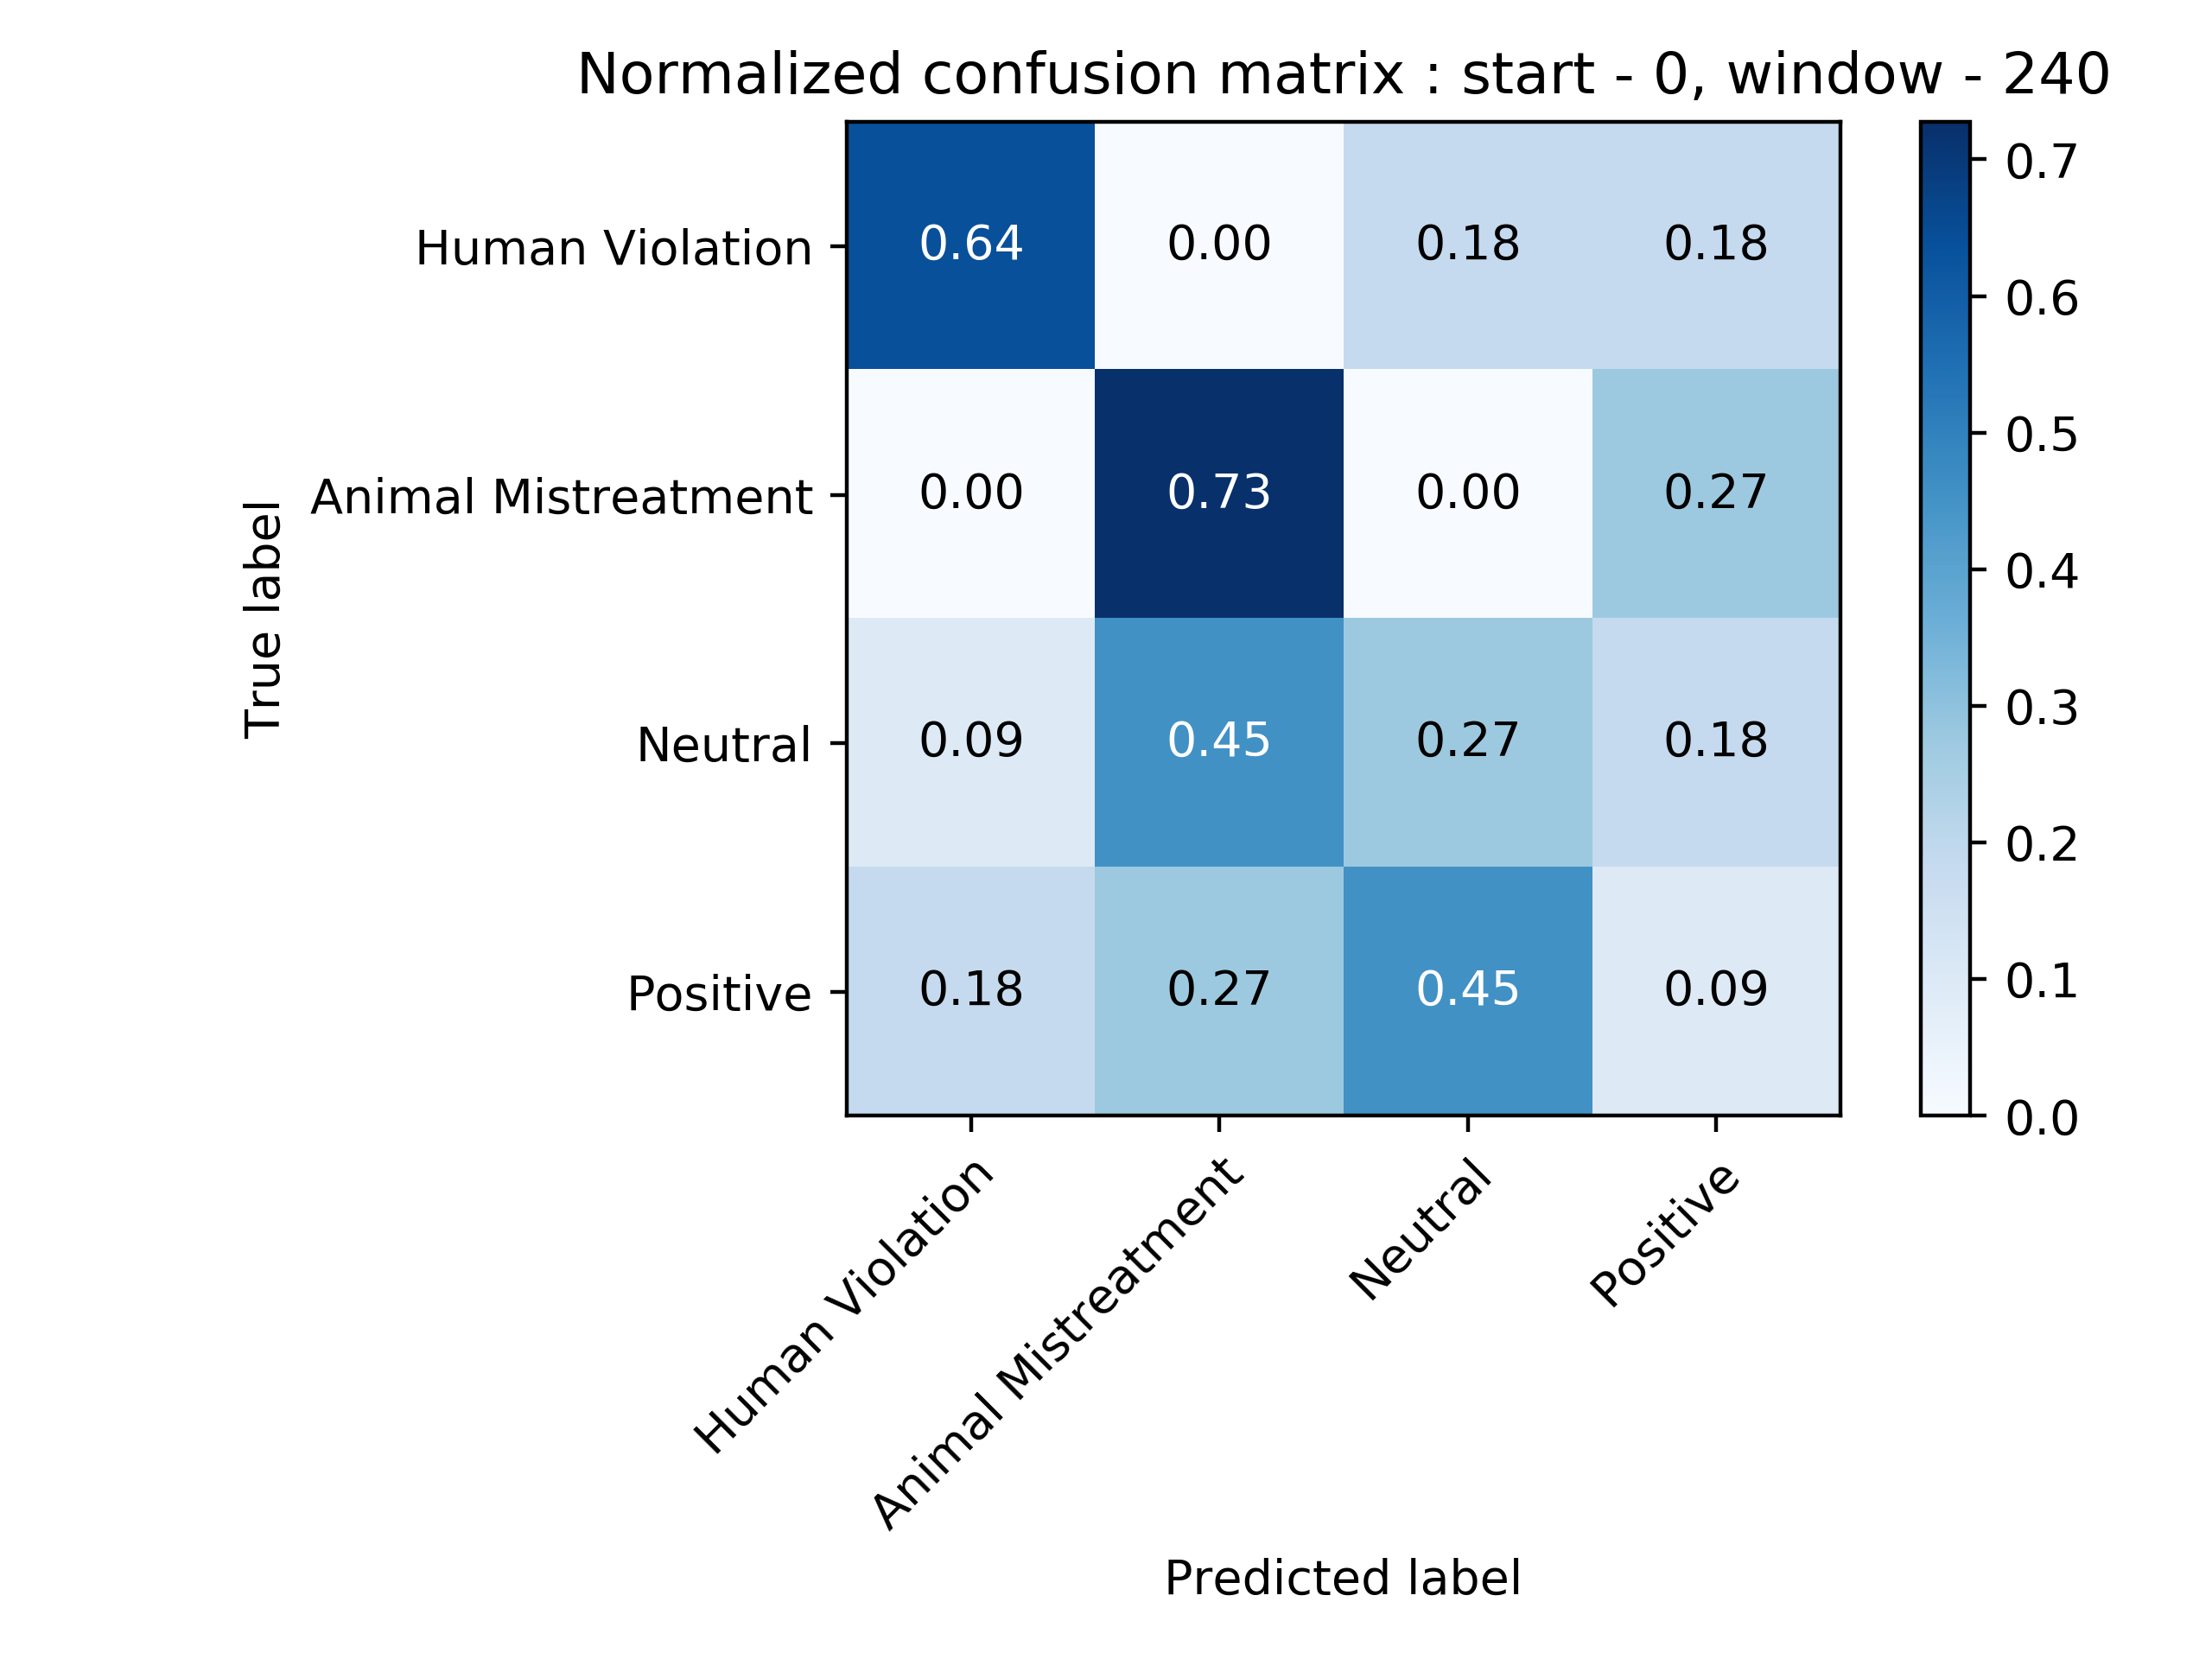 Normalized confusion matrix : start - 0, window - 240
True label
Human Violation
0.64 0.00 0.18 0.18
Animal Mistreatment
0.00 0.73 0.00 0.27
Neutral
0.09 0.45 0.27 0.18
Positive
0.18 0.27 0.45 0.09
Human Violation
Animal Mistreatment
Neutral
Positive
Predicted label
0.7
0.6
0.5
0.4
0.3
0.2
0.1
0.0